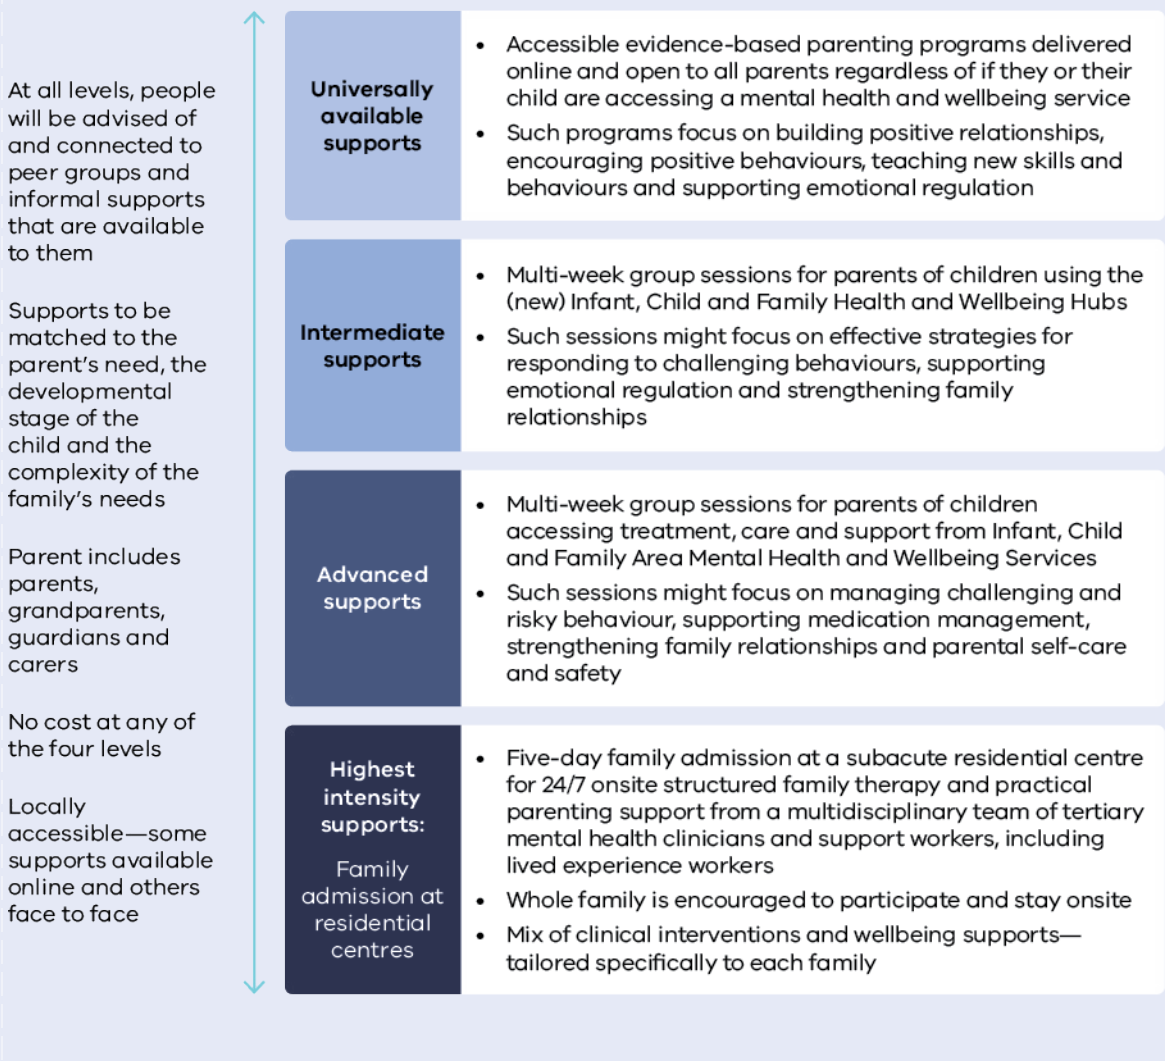 At all levels, people
will be advised of
and connected to
peer groups and
informal supports
that are available
to them
Supports to be
matched to the
parent's need, the
developmental
stage of the
child and the
complexity of the
family's needs
Parent includes
parents,
grandparents,
guardians and
carers
No cost at any of
the four levels
Locally
accessible—some
supports available
online and others
face to face
Universally
available
supports
• Accessible evidence-based parenting programs delivered
online and open to all parents regardless of if they or their
child are accessing a mental health and wellbeing service
• Such programs focus on building positive relationships,
encouraging positive behaviours, teaching new skills and
behaviours and supporting emotional regulation
Intermediate
supports
• Multi-week group sessions for parents of children using the
(new) Infant, Child and Family Health and Wellbeing Hubs
• Such sessions might focus on effective strategies for
responding to challenging behaviours, supporting
emotional regulation and strengthening family
relationships
Advanced
supports
• Multi-week group sessions for parents of children
accessing treatment, care and support from Infant, Child
and Family Area Mental Health and Wellbeing Services
• Such sessions might focus on managing challenging and
risky behaviour, supporting medication management,
strengthening family relationships and parental self-care
and safety
Highest
intensity
supports:
Family
admission at
residential
centres
• Five-day family admission at a subacute residential centre
for 24/7 onsite structured family therapy and practical
parenting support from a multidisciplinary team of tertiary
mental health clinicians and support workers, including
lived experience workers
• Whole family is encouraged to participate and stay onsite
• Mix of clinical interventions and wellbeing supports—
tailored specifically to each family